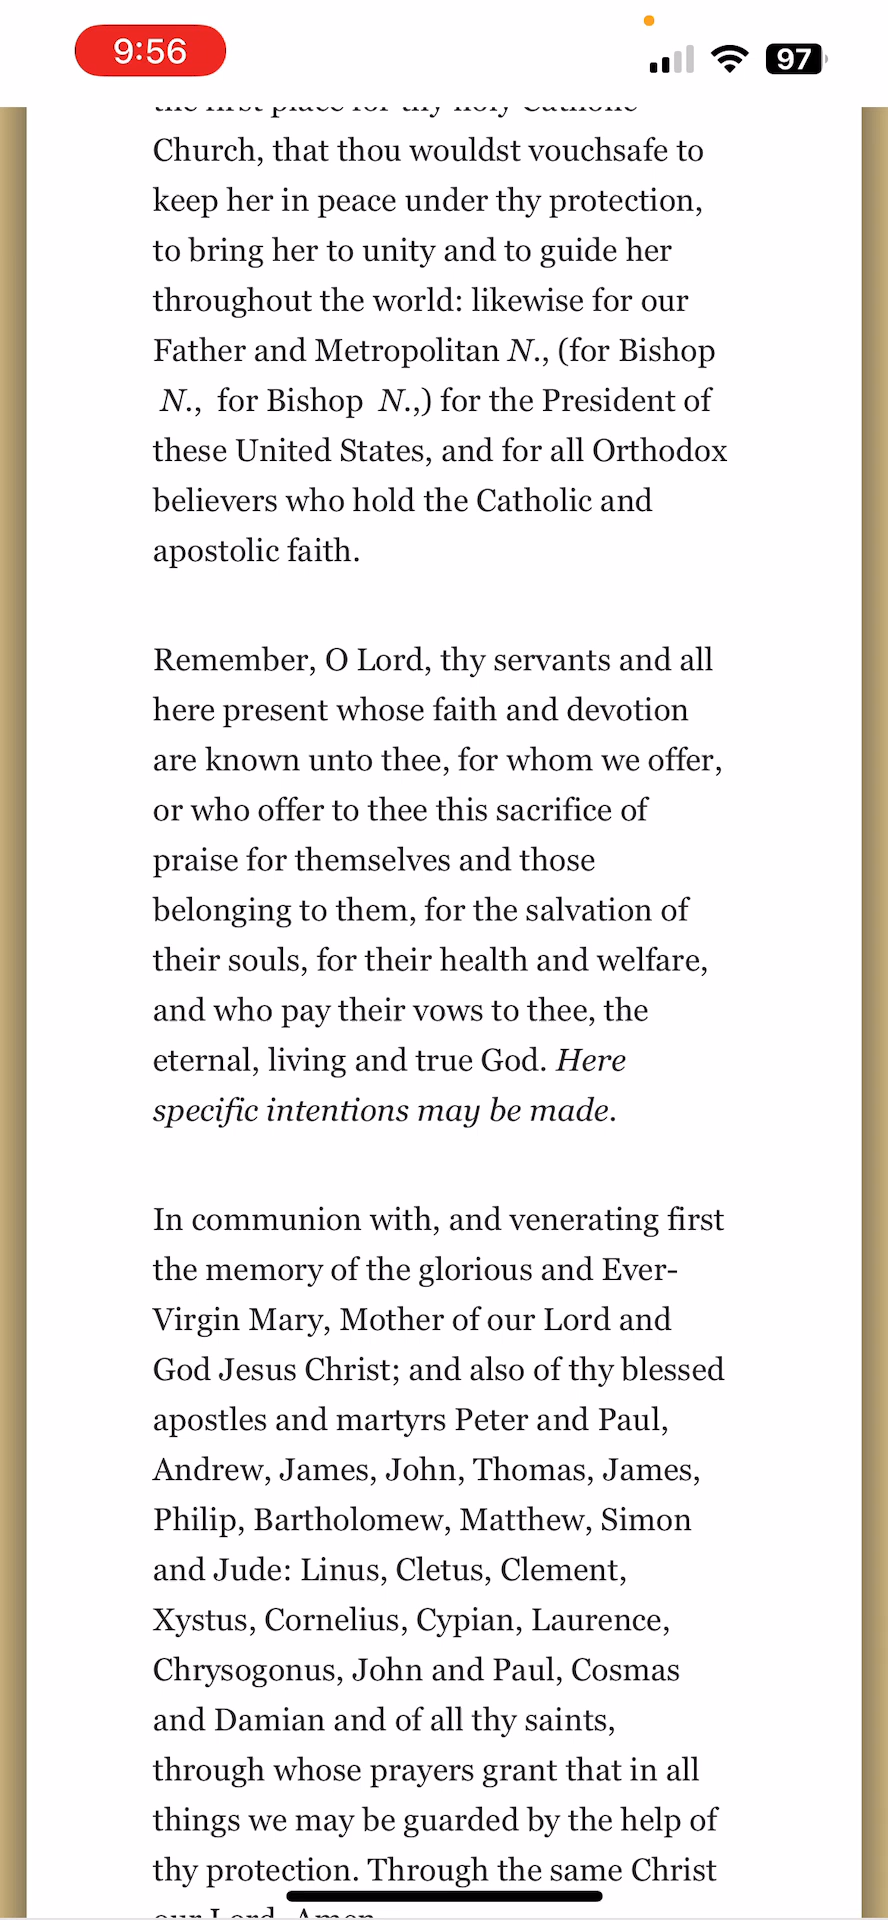 9:56
97
the first place for thy holy Catholic
Church, that thou wouldst vouchsafe to
keep her in peace under thy protection,
to bring her to unity and to guide her
throughout the world: likewise for our
Father and Metropolitan N., (for Bishop
N., for Bishop N.,) for the President of
these United States, and for all Orthodox
believers who hold the Catholic and
apostolic faith.
Remember, O Lord, thy servants and all
here present whose faith and devotion
are known unto thee, for whom we offer,
or who offer to thee this sacrifice of
praise for themselves and those
belonging to them, for the salvation of
their souls, for their health and welfare,
and who pay their vows to thee, the
eternal, living and true God. Here
specific intentions may be made.
In communion with, and venerating first
the memory of the glorious and Ever-
Virgin Mary, Mother of our Lord and
God Jesus Christ; and also of thy blessed
apostles and martyrs Peter and Paul,
Andrew, James, John, Thomas, James,
Philip, Bartholomew, Matthew, Simon
and Jude: Linus, Cletus, Clement,
Xystus, Cornelius, Cypian, Laurence,
Chrysogonus, John and Paul, Cosmas
and Damian and of all thy saints,
through whose prayers grant that in all
things we may be guarded by the help of
thy protection. Through the same Christ
our Lord. Amen